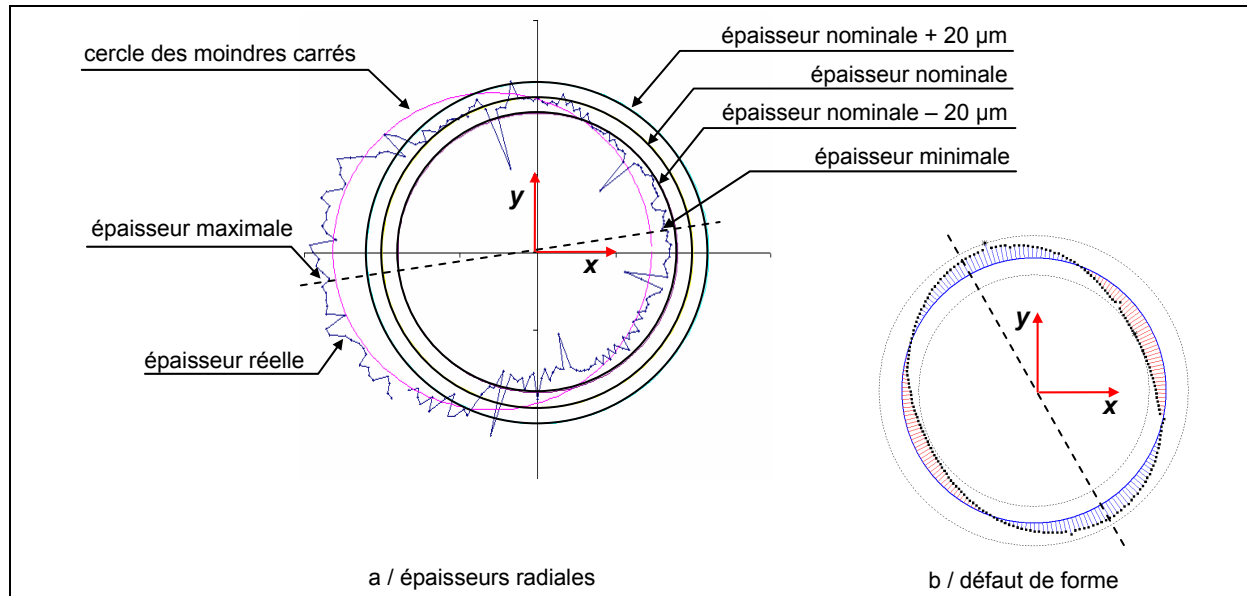 cercle des moindres carrés
épaisseur nominale + 20 µm
épaisseur nominale
épaisseur nominale – 20 µm
épaisseur minimale
y
épaisseur maximale
x
épaisseur réelle
y
x
a / épaisseurs radiales
b / défaut de forme